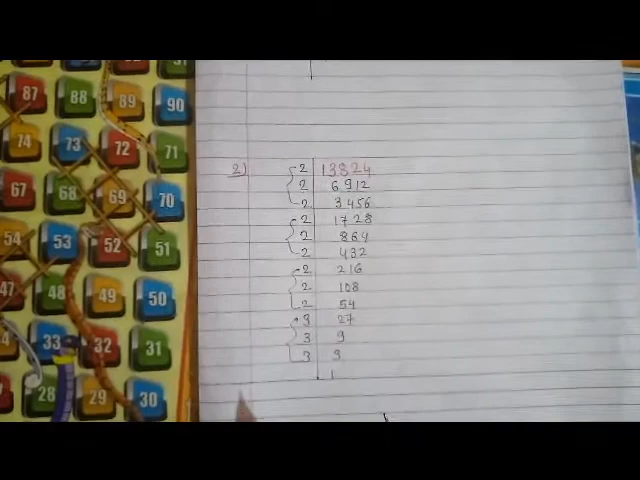 87 88 89 90
74 73 72 71
67 68 69 70
54 53 52 51
47 48 49 50
33 32 31
28 29 30
2)
2 13824
2 6912
2 3456
2 1728
2 864
2 432
2 216
2 108
2 54
3 27
3 9
3 3
1